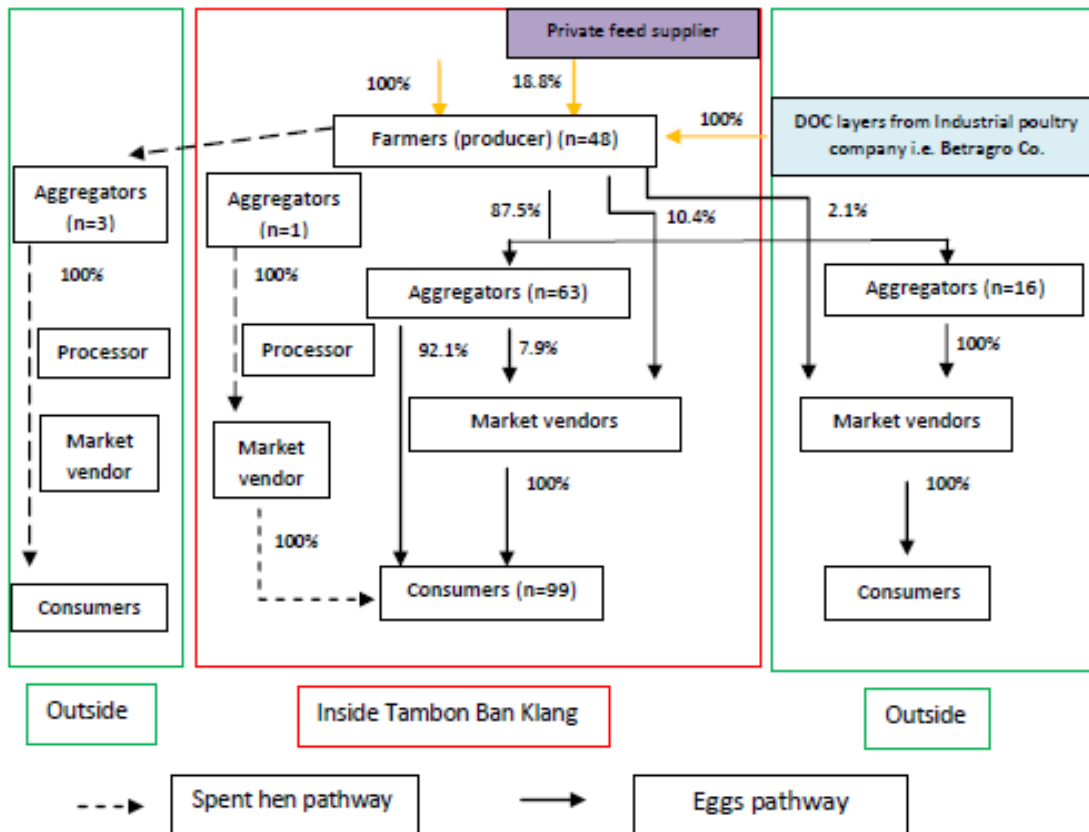 Private feed supplier
100%
18.8%
Farmers (producer) (n=48)
100%
DOC layers from Industrial poultry
company i.e. Betragro Co.
Aggregators
(n=3)
Aggregators
(n=1)
87.5%
10.4%
2.1%
100%
100%
Aggregators (n=63)
Aggregators (n=16)
Processor
Processor
92.1%
7.9%
100%
Market
vendor
Market
vendor
Market vendors
Market vendors
100%
100%
100%
Consumers
Consumers (n=99)
Consumers
Outside
Inside Tambon Ban Klang
Outside
Spent hen pathway
Eggs pathway